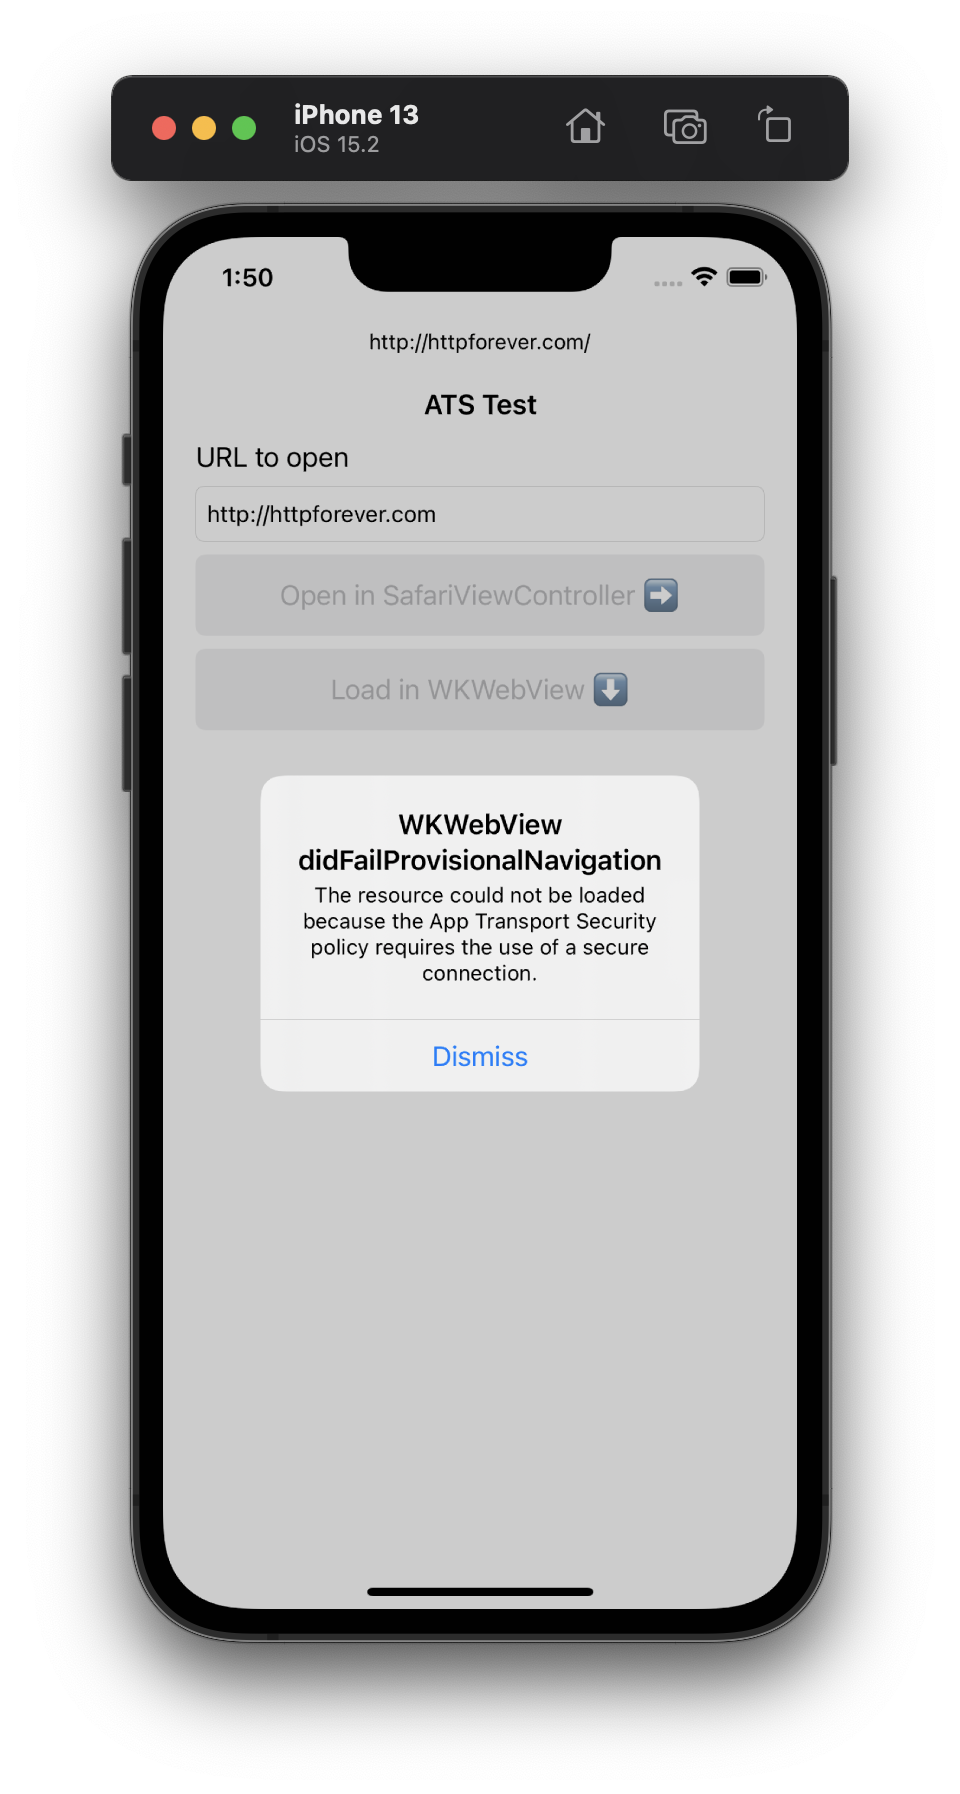 iPhone 13
iOS 15.2
1:50
http://httpforever.com/
ATS Test
URL to open
http://httpforever.com
Open in SafariViewController ➡️
Load in WKWebView ⬇️
WKWebView
didFailProvisionalNavigation
The resource could not be loaded
because the App Transport Security
policy requires the use of a secure
connection.
Dismiss